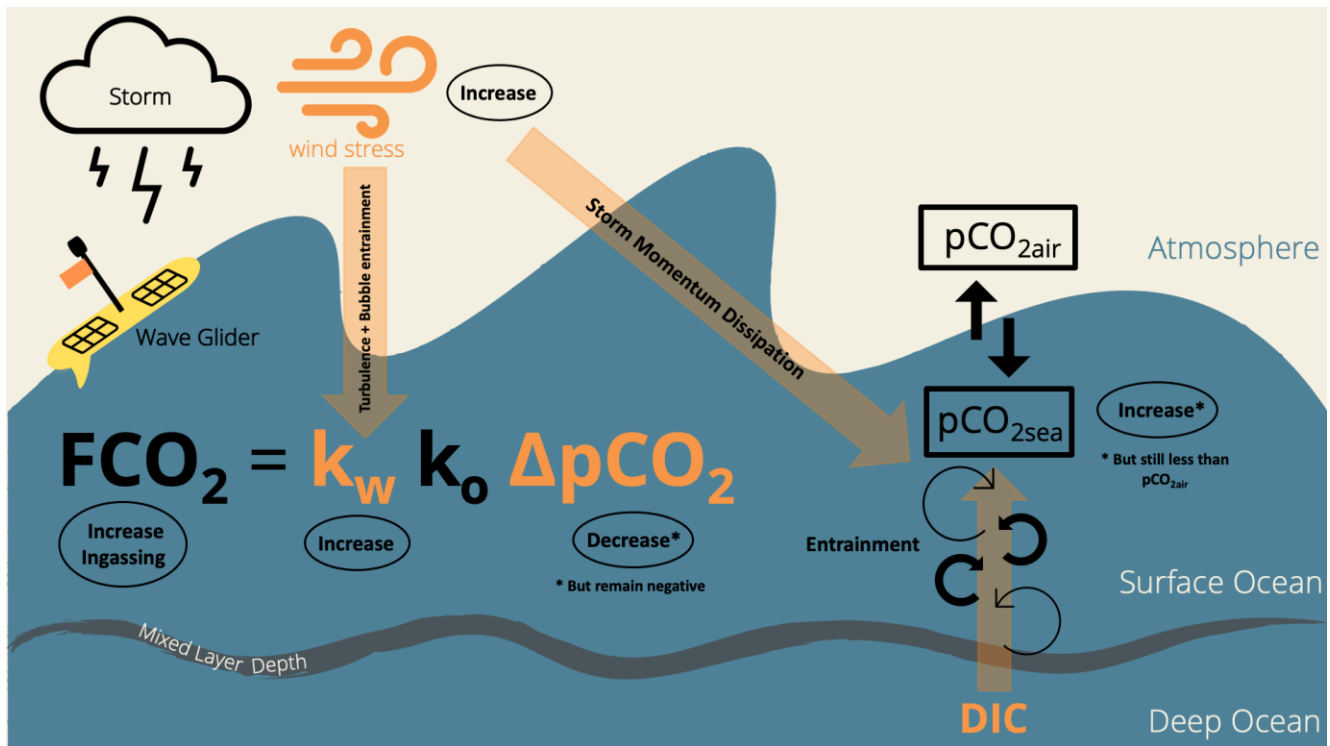 Storm
wind stress
Increase
Turbulence + Bubble entrainment
Storm Momentum Dissipation
Wave Glider
pCO₂air
Atmosphere
pCO₂sea
Increase*
* But still less than
pCO₂air
FCO₂ = k_w k_o ΔpCO₂
Increase
Ingassing
Increase
Decrease*
* But remain negative
Entrainment
Surface Ocean
Mixed Layer Depth
DIC
Deep Ocean